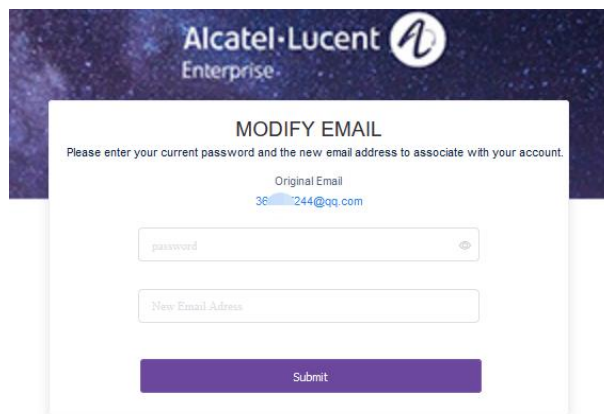 Alcatel·Lucent
Enterprise
MODIFY EMAIL
Please enter your current password and the new email address to associate with your account.
Original Email
244@qq.com
password
New Email Adress
Submit